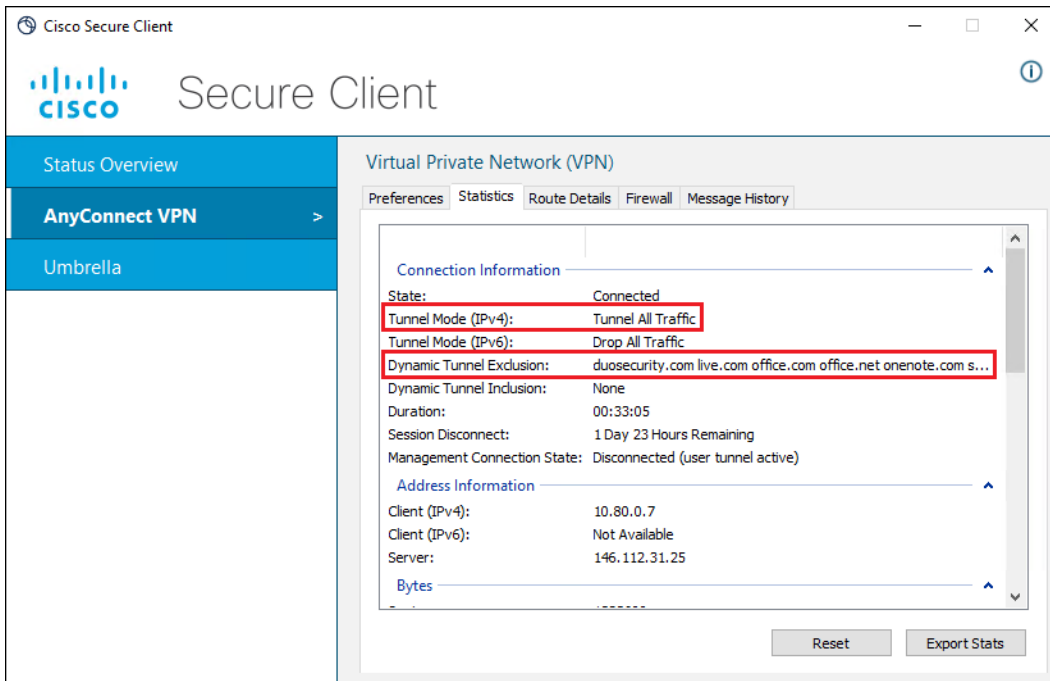 Cisco Secure Client
CISCO
Secure Client
Status Overview
AnyConnect VPN >
Umbrella
Virtual Private Network (VPN)
Preferences Statistics Route Details Firewall Message History
Connection Information
State: Connected
Tunnel Mode (IPv4): Tunnel All Traffic
Tunnel Mode (IPv6): Drop All Traffic
Dynamic Tunnel Exclusion: duosecurity.com live.com office.com office.net onenote.com s...
Dynamic Tunnel Inclusion: None
Duration: 00:33:05
Session Disconnect: 1 Day 23 Hours Remaining
Management Connection State: Disconnected (user tunnel active)
Address Information
Client (IPv4): 10.80.0.7
Client (IPv6): Not Available
Server: 146.112.31.25
Bytes
Reset Export Stats